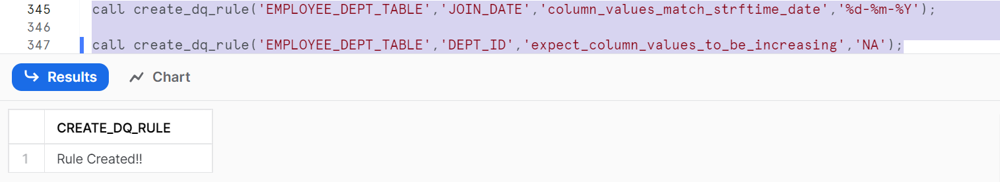 345 call create_dq_rule('EMPLOYEE_DEPT_TABLE','JOIN_DATE','column_values_match_strftime_date','%d-%m-%Y');
346
347 call create_dq_rule('EMPLOYEE_DEPT_TABLE','DEPT_ID','expect_column_values_to_be_increasing','NA');
Results Chart
CREATE_DQ_RULE
1 Rule Created!!